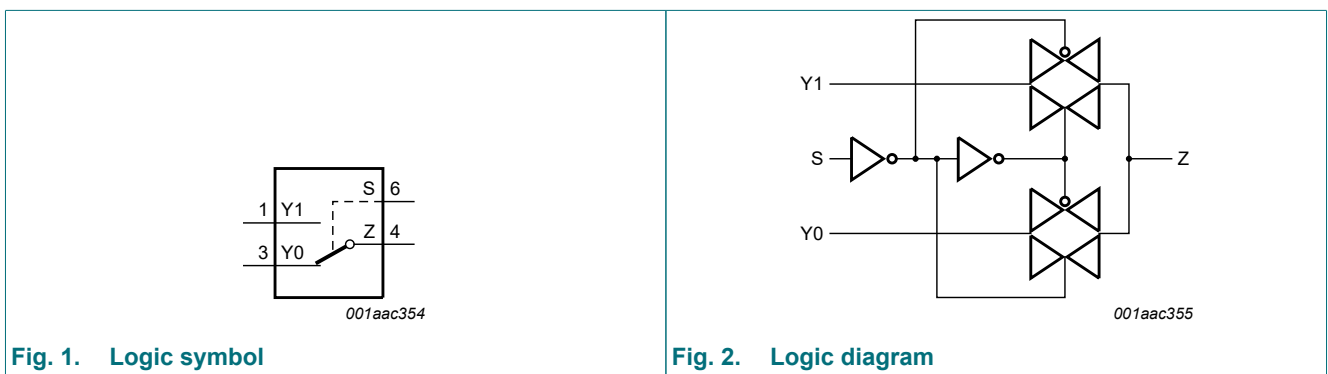 S 6
1 Y1
Z 4
3 Y0
001aac354
Fig. 1. Logic symbol
Y1
S
Z
Y0
001aac355
Fig. 2. Logic diagram